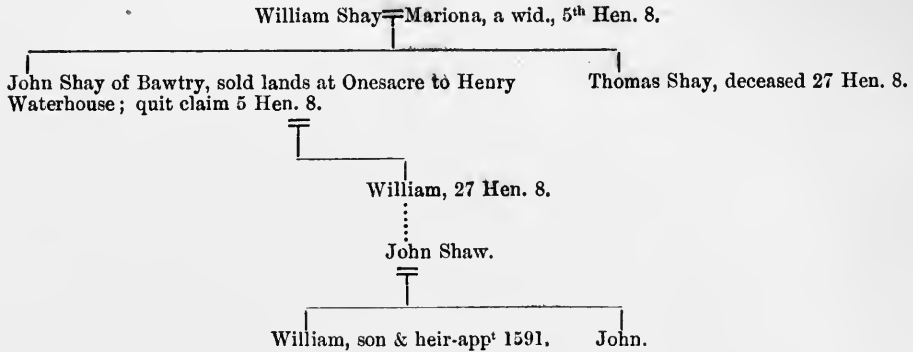 William Shay Mariona, a wid., 5th Hen. 8.
John Shay of Bawtry, sold lands at Onesacre to Henry
Waterhouse; quit claim 5 Hen. 8.
Thomas Shay, deceased 27 Hen. 8.
William, 27 Hen. 8.
John Shaw.
William, son & heir-appt 1591.
John.